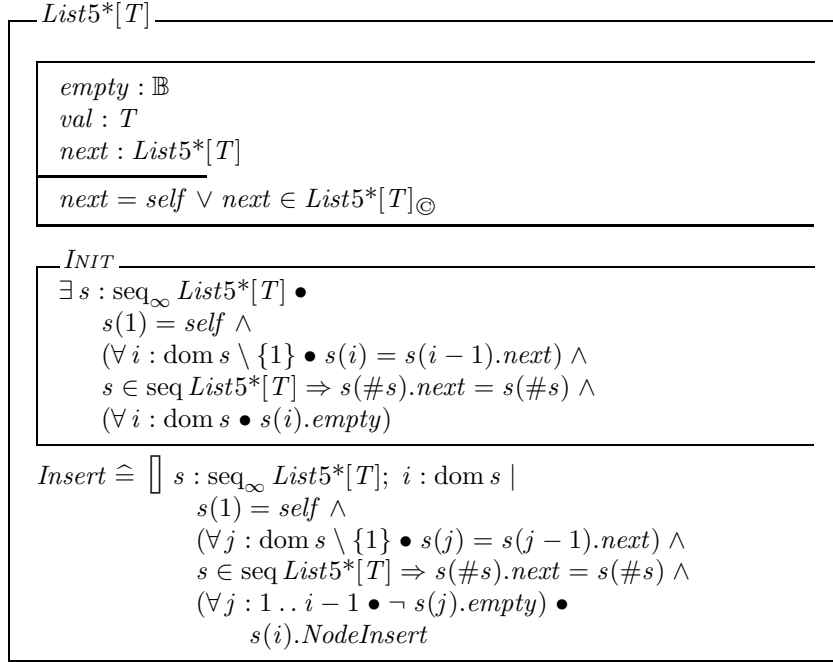 List5*[T]
empty : 𝔹
val : T
next : List5*[T]
next = self ∨ next ∈ List5*[T]©
INIT
∃ s : seq∞ List5*[T] •
s(1) = self ∧
(∀ i : dom s \ {1} • s(i) = s(i − 1).next) ∧
s ∈ seq List5*[T] ⇒ s(#s).next = s(#s) ∧
(∀ i : dom s • s(i).empty)
Insert ≙ [] s : seq∞ List5*[T]; i : dom s |
s(1) = self ∧
(∀ j : dom s \ {1} • s(j) = s(j − 1).next) ∧
s ∈ seq List5*[T] ⇒ s(#s).next = s(#s) ∧
(∀ j : 1 . . i − 1 • ¬ s(j).empty) •
s(i).NodeInsert